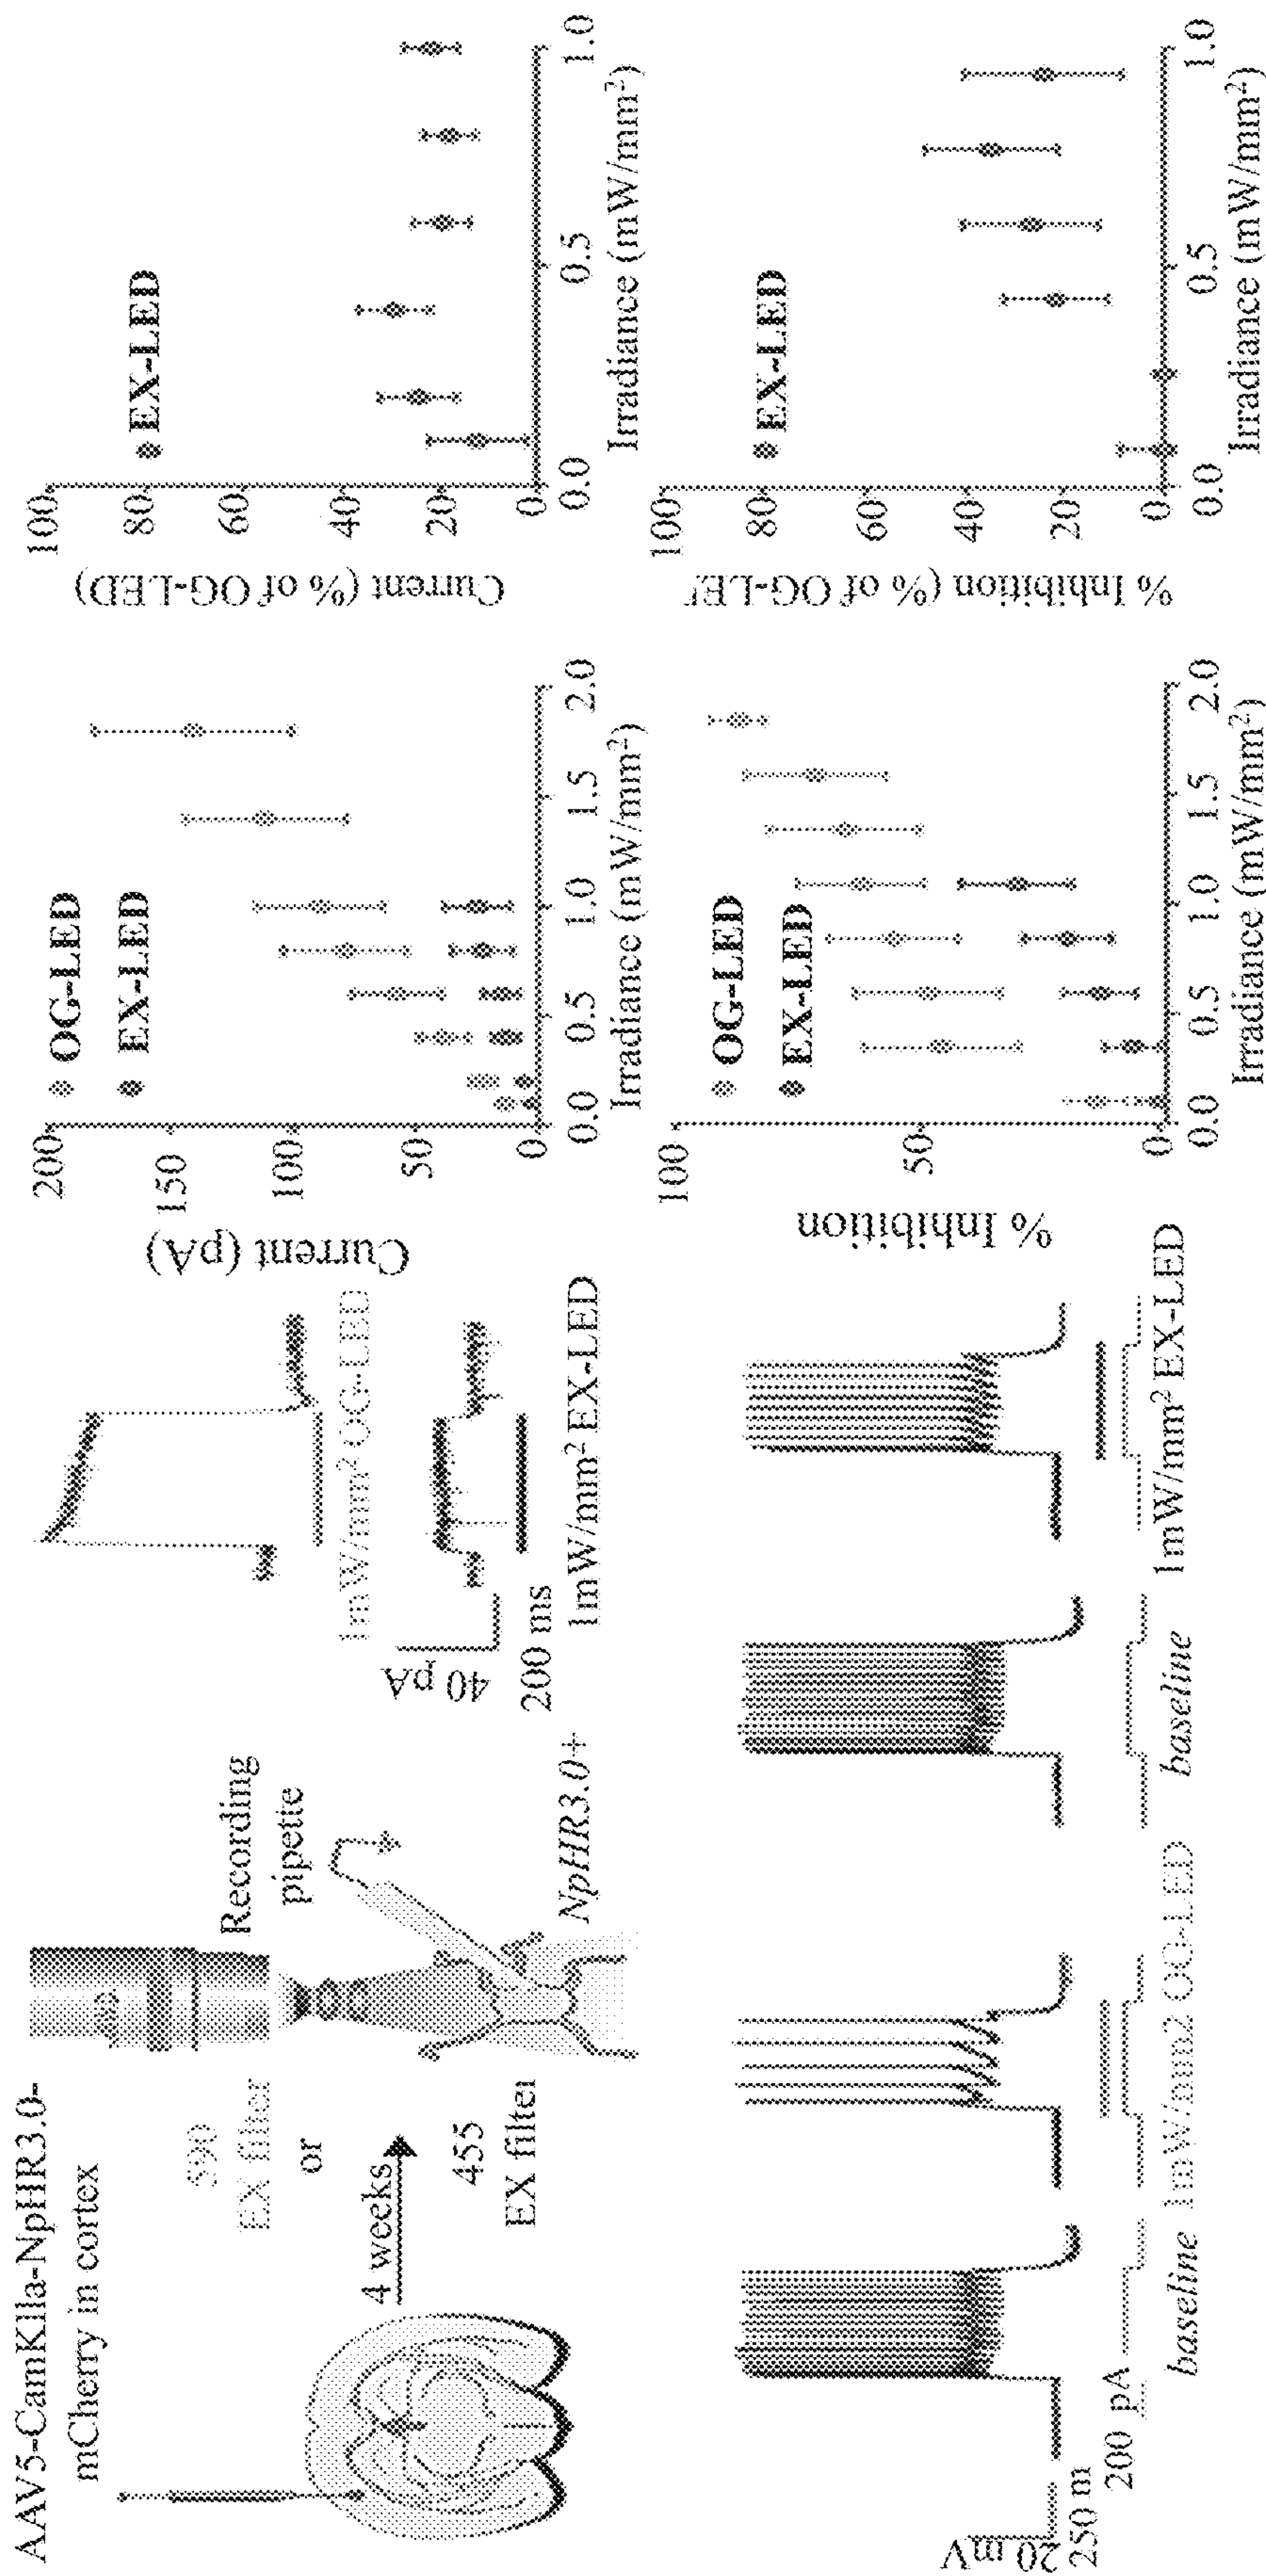 AAV5-CamKIIa-NpHR3.0-
mCherry in cortex
4 weeks
590
EX filter
or
455
EX filter
Recording
pipette
NpHR3.0+
40 pA
200 ms
1mW/mm² OG-LED
1mW/mm² EX-LED
Current (pA)
200
150
100
50
0
0.0
0.5
1.0
1.5
2.0
Irradiance (mW/mm²)
OG-LED
EX-LED
Current (% of OG-LED)
100
80
60
40
20
0
0.0
0.5
1.0
Irradiance (mW/mm²)
EX-LED
20 mV
250 m
200 pA
baseline
1mW/mm2 OG-LED
baseline
1mW/mm² EX-LED
% Inhibition
100
50
0
0.0
0.5
1.0
1.5
2.0
Irradiance (mW/mm²)
OG-LED
EX-LED
% Inhibition (% of OG-LE
100
80
60
40
20
0
0.0
0.5
1.0
Irradiance (mW/mm²)
EX-LED